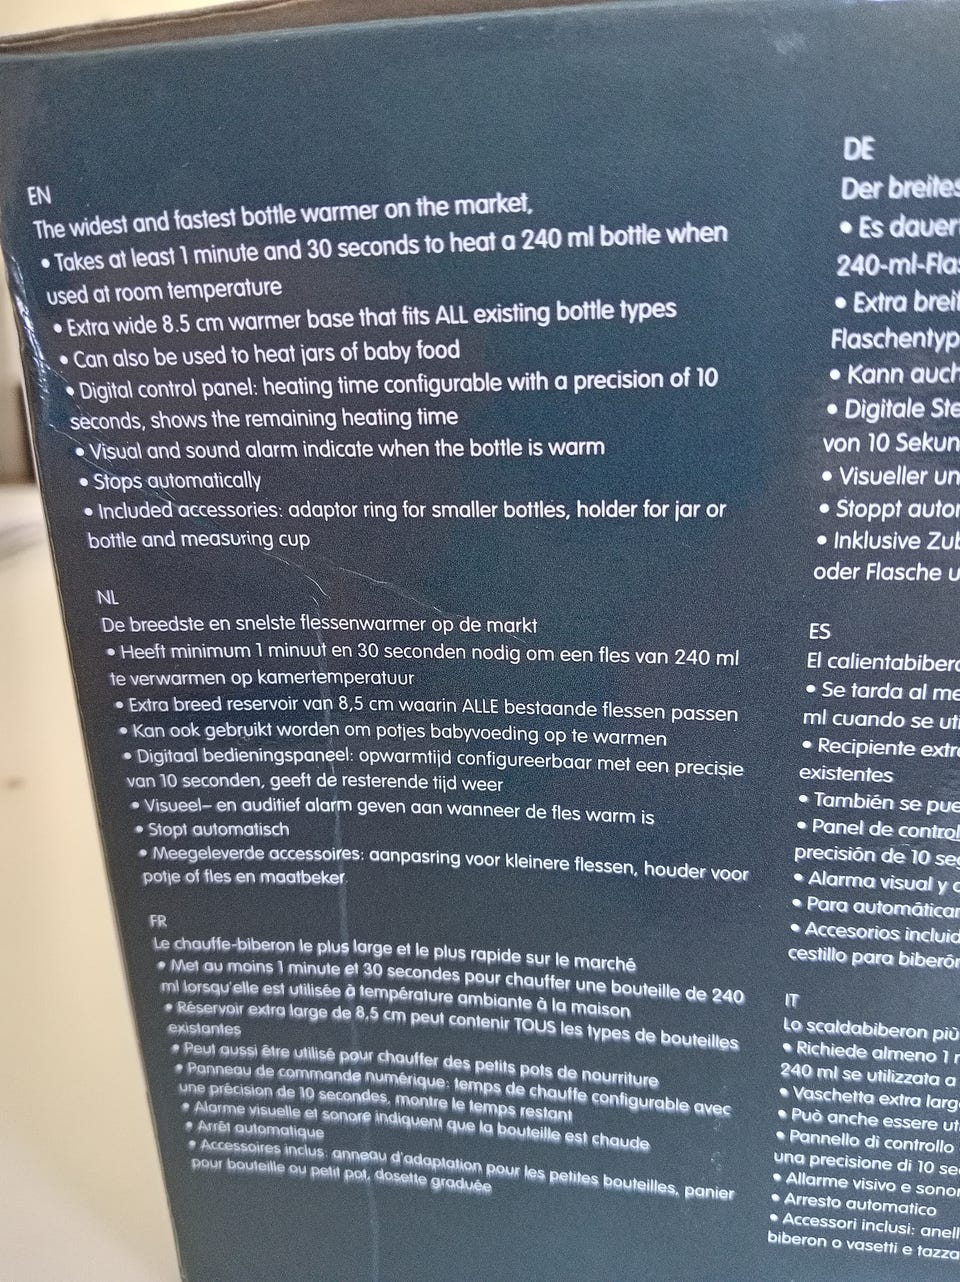 EN
The widest and fastest bottle warmer on the market,
• Takes at least 1 minute and 30 seconds to heat a 240 ml bottle when
used at room temperature
• Extra wide 8.5 cm warmer base that fits ALL existing bottle types
• Can also be used to heat jars of baby food
• Digital control panel: heating time configurable with a precision of 10
seconds, shows the remaining heating time
• Visual and sound alarm indicate when the bottle is warm
• Stops automatically
• Included accessories: adaptor ring for smaller bottles, holder for jar or
bottle and measuring cup
NL
De breedste en snelste flessenwarmer op de markt
• Heeft minimum 1 minuut en 30 seconden nodig om een fles van 240 ml
te verwarmen op kamertemperatuur
• Extra breed reservoir van 8,5 cm waarin ALLE bestaande flessen passen
• Kan ook gebruikt worden om potjes babyvoeding op te warmen
• Digitaal bedieningspaneel: opwarmtijd configureerbaar met een precisie
van 10 seconden, geeft de resterende tijd weer
• Visueel– en auditief alarm geven aan wanneer de fles warm is
• Stopt automatisch
• Meegeleverde accessoires: aanpasring voor kleinere flessen, houder voor
potje of fles en maatbeker.
FR
Le chauffe-biberon le plus large et le plus rapide sur le marché
• Met au moins 1 minute et 30 secondes pour chauffer une bouteille de 240
ml lorsqu'elle est utilisée à température ambiante à la maison
• Réservoir extra large de 8,5 cm peut contenir TOUS les types de bouteilles
existantes
• Peut aussi être utilisé pour chauffer des petits pots de nourriture
• Panneau de commande numérique: temps de chauffe configurable avec
une précision de 10 secondes, montre le temps restant
• Alarme visuelle et sonore indiquent que la bouteille est chaude
• Arrêt automatique
• Accessoires inclus: anneau d'adaptation pour les petites bouteilles, panier
pour bouteille ou petit pot, dosette graduée
DE
Der breites
• Es dauer
240-ml-Fla
• Extra breit
Flaschentyp
• Kann auch
• Digitale Ste
von 10 Sekun
• Visueller un
• Stoppt autor
• Inklusive Zub
oder Flasche u
ES
El calientabibero
• Se tarda al me
ml cuando se uti
• Recipiente extra
existentes
• También se pue
• Panel de control
precisión de 10 seg
• Alarma visual y
• Para automáticar
• Accesorios incluid
cestillo para biberón
IT
Lo scaldabiberon più
• Richiede almeno 1
240 ml se utilizzata a
• Vaschetta extra larg
• Può anche essere ut
• Pannello di controllo
una precisione di 10 se
• Allarme visivo e sonor
• Arresto automatico
• Accessori inclusi: anell
biberon o vasetti e tazza